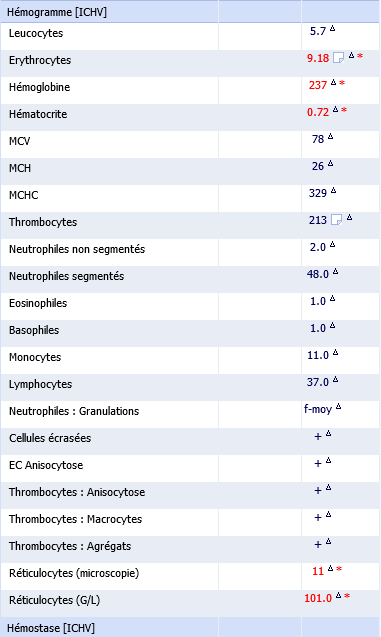 Hémogramme [ICHV]
Leucocytes 5.7 Δ
Erythrocytes 9.18 Δ *
Hémoglobine 237 Δ *
Hématocrite 0.72 Δ *
MCV 78 Δ
MCH 26 Δ
MCHC 329 Δ
Thrombocytes 213 Δ
Neutrophiles non segmentés 2.0 Δ
Neutrophiles segmentés 48.0 Δ
Eosinophiles 1.0 Δ
Basophiles 1.0 Δ
Monocytes 11.0 Δ
Lymphocytes 37.0 Δ
Neutrophiles : Granulations f-moy Δ
Cellules écrasées + Δ
EC Anisocytose + Δ
Thrombocytes : Anisocytose + Δ
Thrombocytes : Macrocytes + Δ
Thrombocytes : Agrégats + Δ
Réticulocytes (microscopie) 11 Δ *
Réticulocytes (G/L) 101.0 Δ *
Hémostase [ICHV]